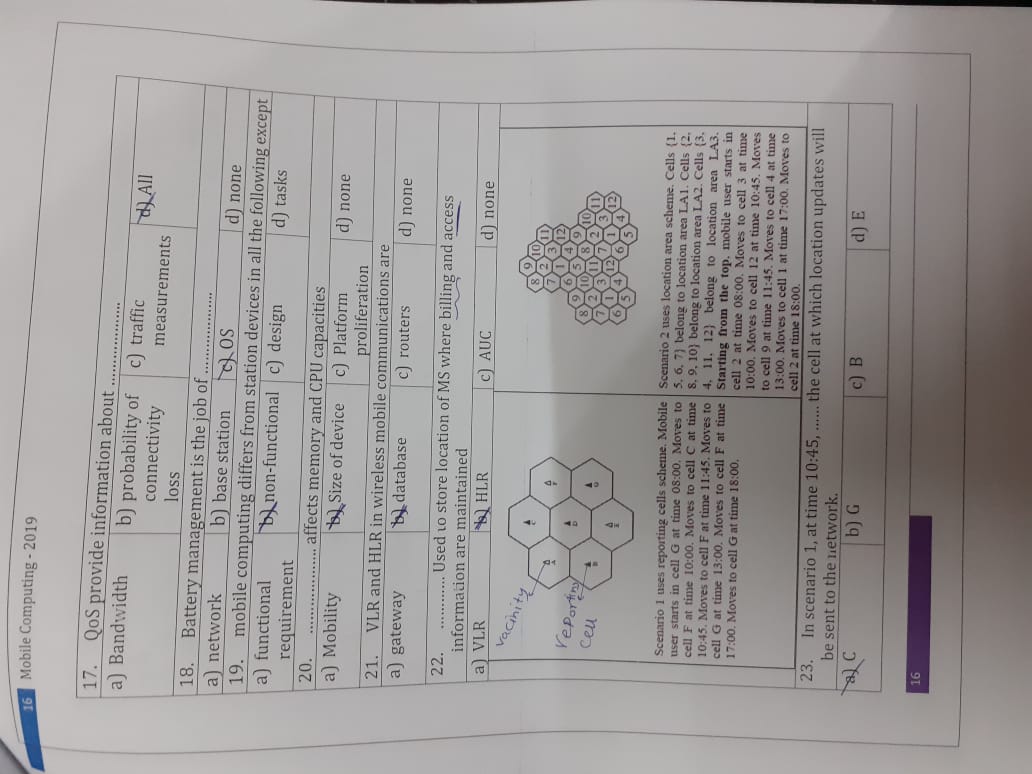 16 Mobile Computing - 2019
17. QoS provide information about ...................
a) Bandwidth b) probability of c) traffic d) All
connectivity measurements
loss
18. Battery management is the job of ...................
a) network b) base station c) OS d) none
19. mobile computing differs from station devices in all the following except
a) functional b) non-functional c) design d) tasks
requirement
20. ................... affects memory and CPU capacities
a) Mobility b) Size of device c) Platform d) none
proliferation
21. VLR and HLR in wireless mobile communications are
a) gateway b) database c) routers d) none
22. ............ Used to store location of MS where billing and access
information are maintained
a) VLR b) HLR c) AUC d) none
vacinity
reporting
cell
C
A F
D
B G
E
9
8 10
2 11
7 3
1 12
6 4
9 5 9
8 10 8 10
2 11 2 11
7 3 7 3
1 12 1 12
6 4 6 4
5 5
Scenario 1 uses reporting cells scheme. Mobile
user starts in cell G at time 08:00. Moves to
cell F at time 10:00. Moves to cell C at time
10:45. Moves to cell F at time 11:45. Moves to
cell G at time 13:00. Moves to cell F at time
17:00. Moves to cell G at time 18:00.
Scenario 2 uses location area scheme. Cells {1,
5, 6, 7} belong to location area LA1. Cells {2,
8, 9, 10} belong to location area LA2. Cells {3,
4, 11, 12} belong to location area LA3.
Starting from the top, mobile user starts in
cell 2 at time 08:00. Moves to cell 3 at time
10:00. Moves to cell 12 at time 10:45. Moves
to cell 9 at time 11:45. Moves to cell 4 at time
13:00. Moves to cell 1 at time 17:00. Moves to
cell 2 at time 18:00.
23. In scenario 1, at time 10:45, ...... the cell at which location updates will
be sent to the network.
a) C b) G c) B d) E
16